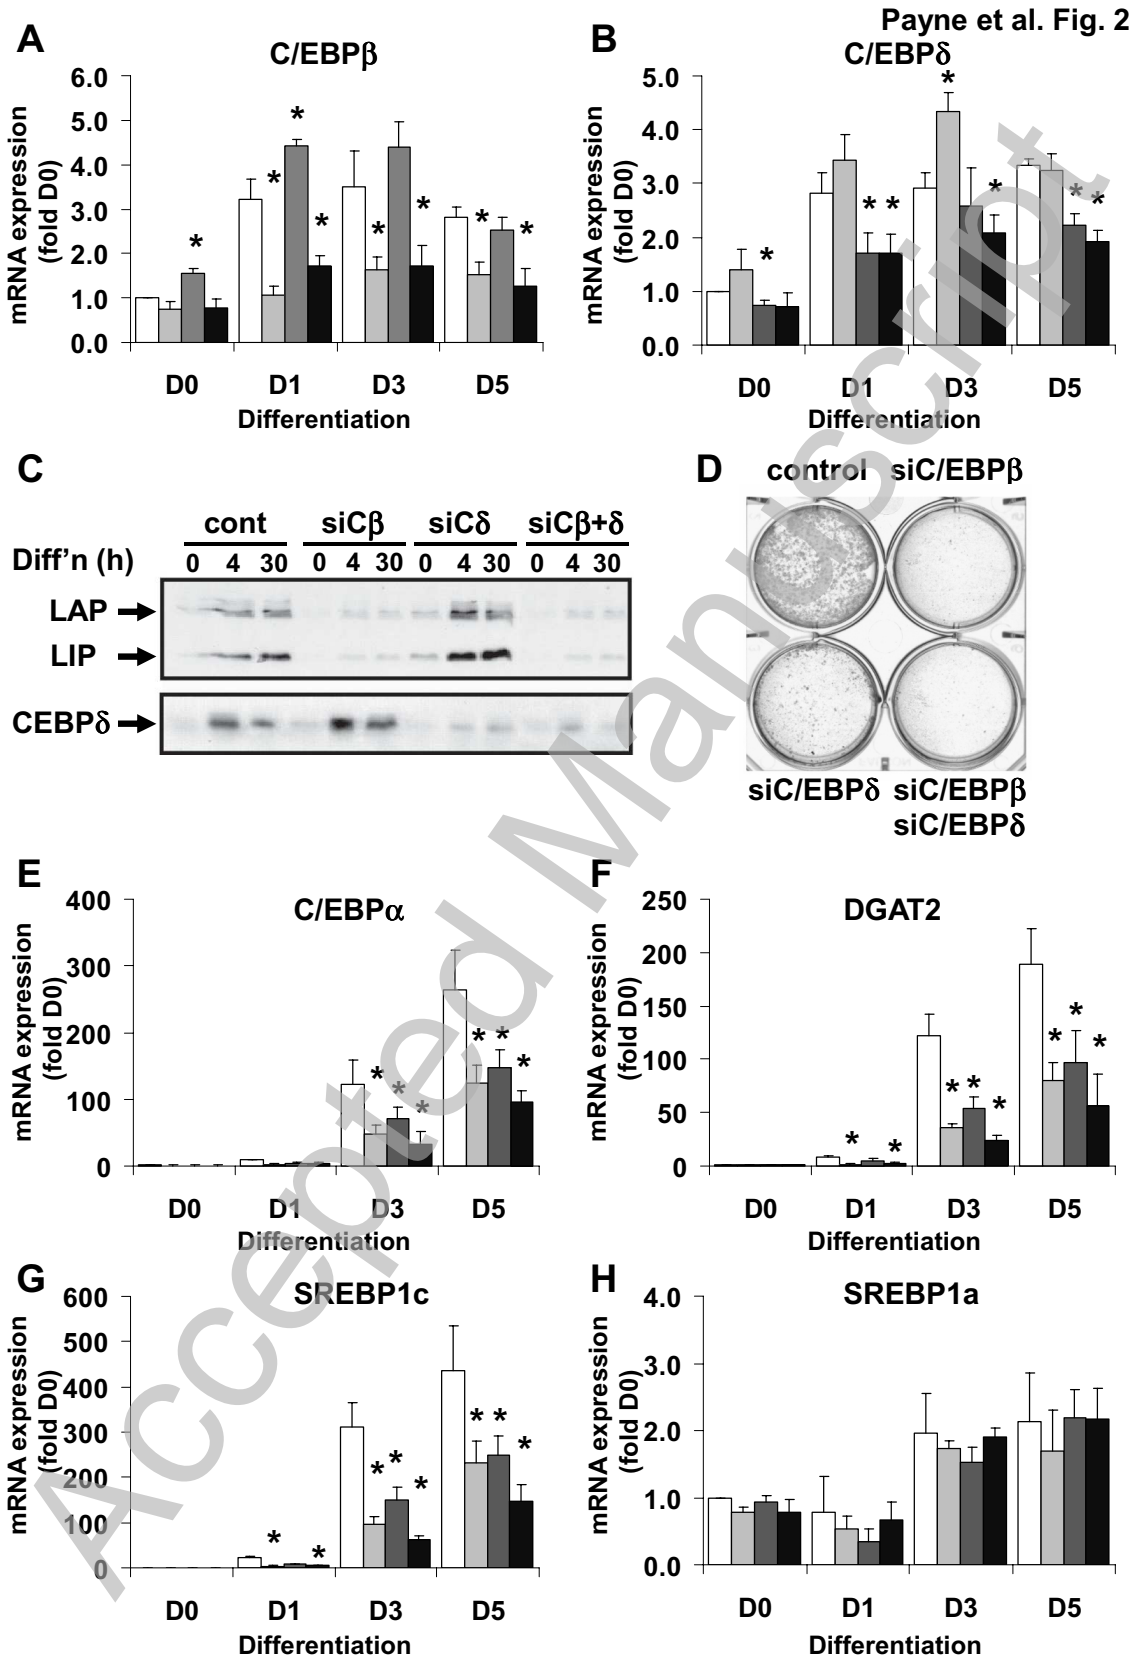 Payne et al. Fig. 2
A
C/EBPβ
mRNA expression
(fold D0)
6.0
5.0
4.0
3.0
2.0
1.0
0.0
* * * * * * * *
D0 D1 D3 D5
Differentiation
B
C/EBPδ
mRNA expression
(fold D0)
5.0
4.0
3.0
2.0
1.0
0.0
* * * * * * *
D0 D1 D3 D5
Differentiation
C
cont siCβ siCδ siCβ+δ
Diff'n (h) 0 4 30 0 4 30 0 4 30 0 4 30
LAP
LIP
CEBPδ
D
control siC/EBPβ
siC/EBPδ siC/EBPβ
siC/EBPδ
E
C/EBPα
mRNA expression
(fold D0)
400
300
200
100
0
* * * * * *
D0 D1 D3 D5
Differentiation
F
DGAT2
mRNA expression
(fold D0)
250
200
150
100
50
0
* * * * * * * *
D0 D1 D3 D5
Differentiation
G
SREBP1c
mRNA expression
(fold D0)
600
500
400
300
200
100
0
* * * * * * * *
D0 D1 D3 D5
Differentiation
H
SREBP1a
mRNA expression
(fold D0)
4.0
3.0
2.0
1.0
0.0
D0 D1 D3 D5
Differentiation
Accepted Manuscript